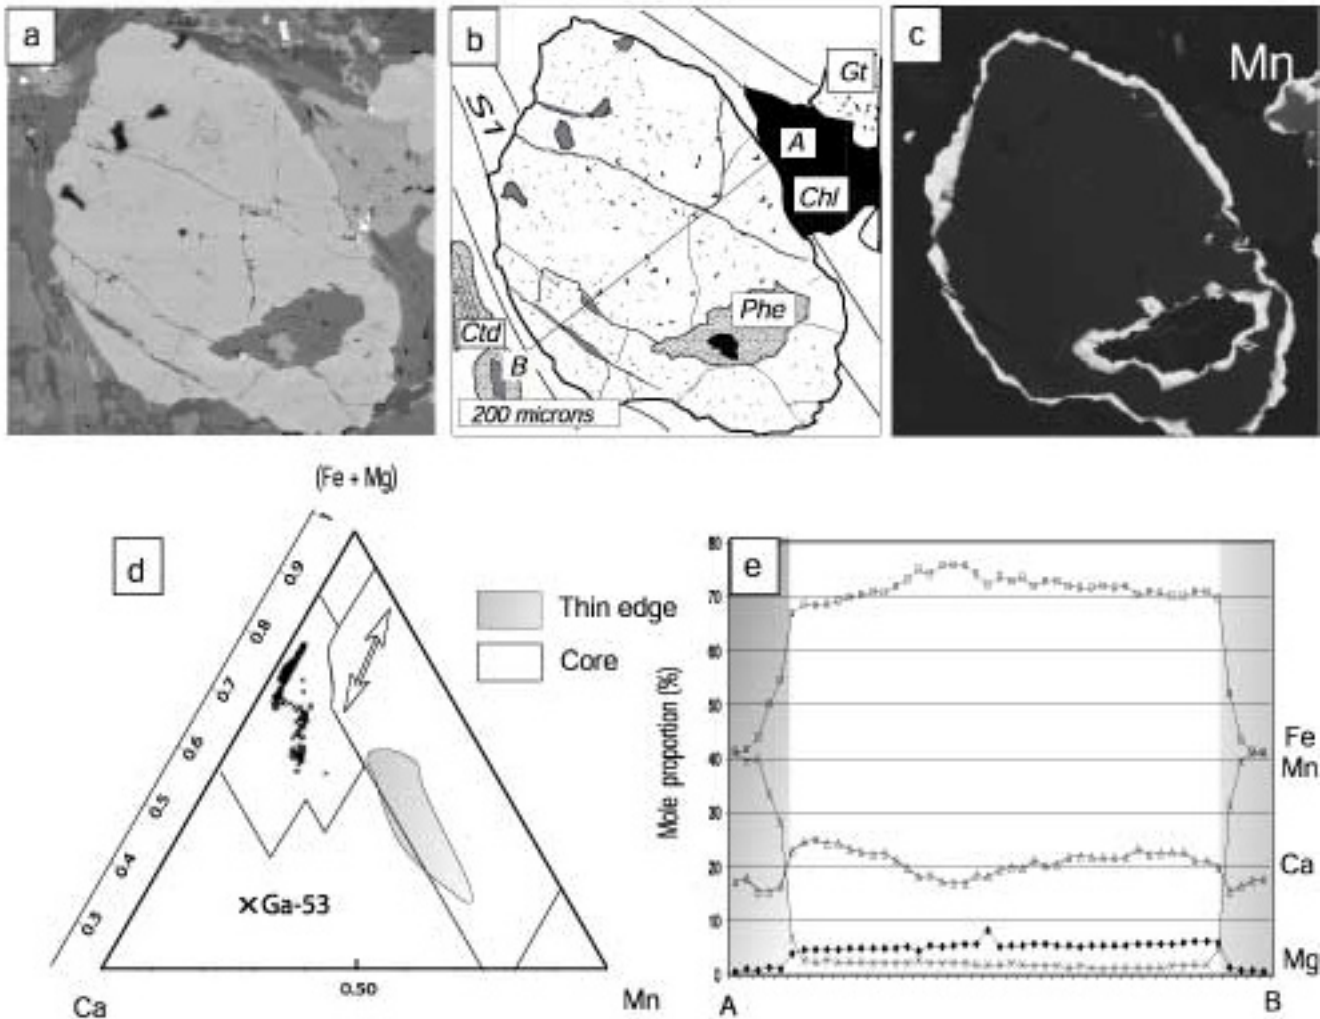 a
b
c
S1
Gt
A
Chl
Phe
Ctd
B
200 microns
Mn
d
(Fe + Mg)
1
0.9
0.8
0.7
0.6
0.5
0.4
0.3
Thin edge
Core
×Ga-53
Ca
0.50
Mn
e
Mole proportion (%)
80
70
60
50
40
30
20
10
0
Fe
Mn
Ca
Mg
A
B